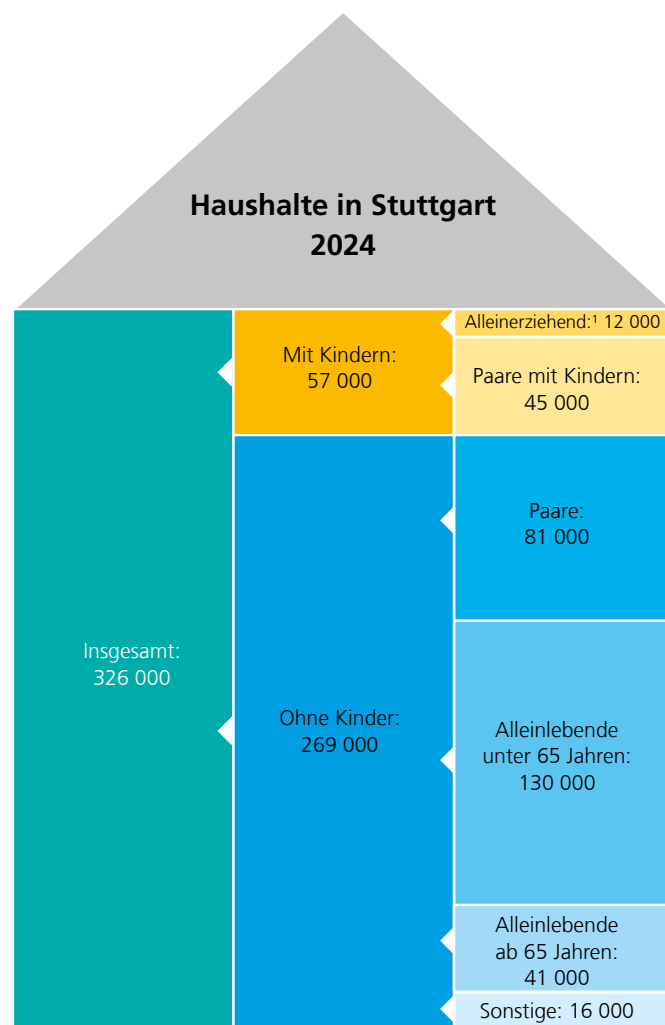 Haushalte in Stuttgart
2024
Alleinerziehend:¹ 12 000
Mit Kindern:
57 000
Paare mit Kindern:
45 000
Paare:
81 000
Insgesamt:
326 000
Ohne Kinder:
269 000
Alleinlebende
unter 65 Jahren:
130 000
Alleinlebende
ab 65 Jahren:
41 000
Sonstige: 16 000